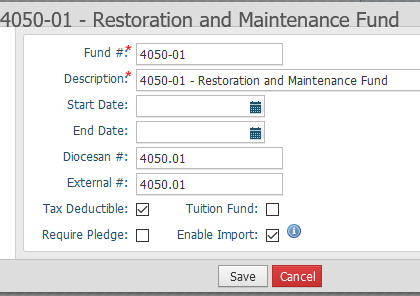 4050-01 - Restoration and Maintenance Fund
Fund #:* 4050-01
Description:* 4050-01 - Restoration and Maintenance Fund
Start Date:
End Date:
Diocesan #: 4050.01
External #: 4050.01
Tax Deductible: Tuition Fund:
Require Pledge: Enable Import: i
Save Cancel